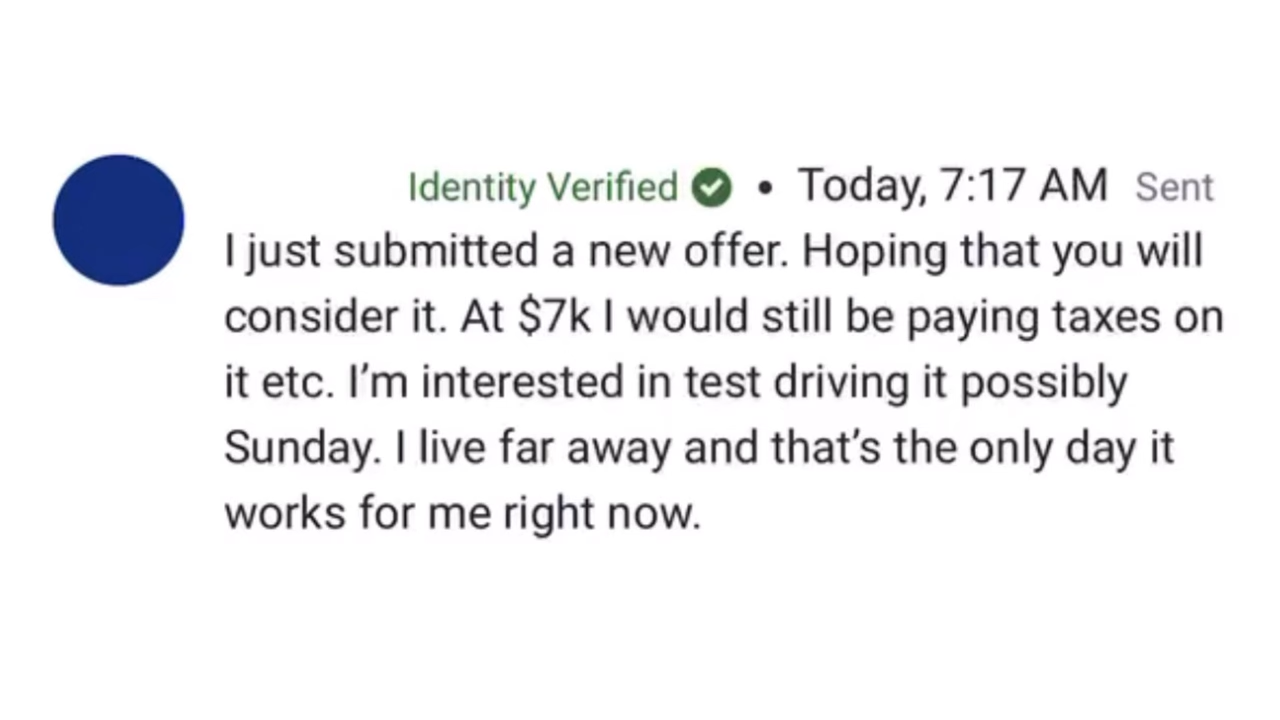 Identity Verified • Today, 7:17 AM Sent
I just submitted a new offer. Hoping that you will
consider it. At $7k I would still be paying taxes on
it etc. I’m interested in test driving it possibly
Sunday. I live far away and that’s the only day it
works for me right now.